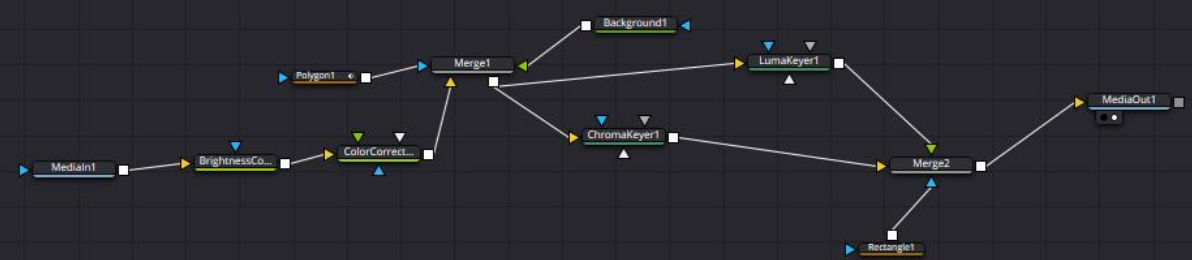 Background1
Merge1
LumaKeyer1
Polygon1
MediaOut1
ChromaKeyer1
ColorCorrect...
BrightnessCo...
MediaIn1
Merge2
Rectangle1